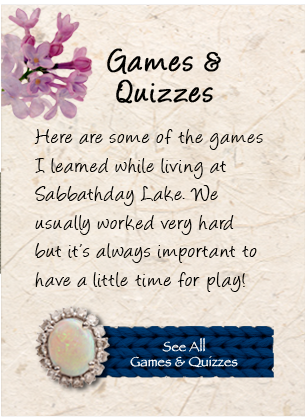 Games &
Quizzes
Here are some of the games
I learned while living at
Sabbathday Lake. We
usually worked very hard
but it's always important to
have a little time for play!
See All
Games & Quizzes